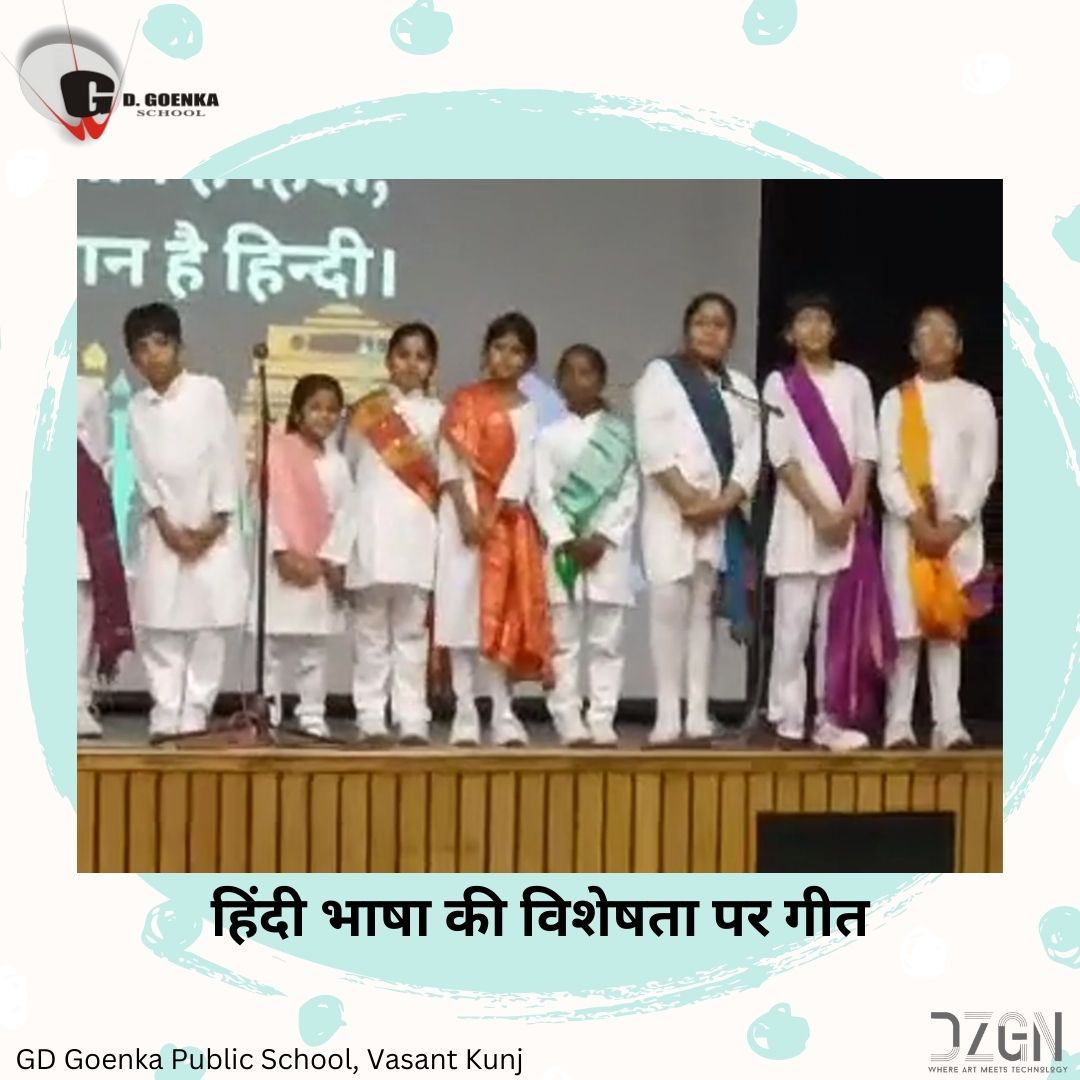 G D. GOENKA
SCHOOL
है हिन्दी।
हिंदी भाषा की विशेषता पर गीत
GD Goenka Public School, Vasant Kunj
DZGN
WHERE ART MEETS TECHNOLOGY